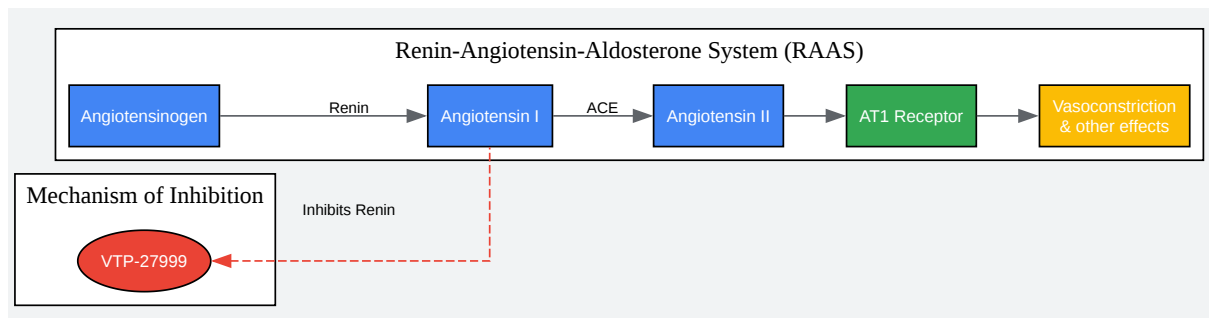 Renin-Angiotensin-Aldosterone System (RAAS)
Angiotensinogen
Renin
Angiotensin I
ACE
Angiotensin II
AT1 Receptor
Vasoconstriction
& other effects
Mechanism of Inhibition
Inhibits Renin
VTP-27999